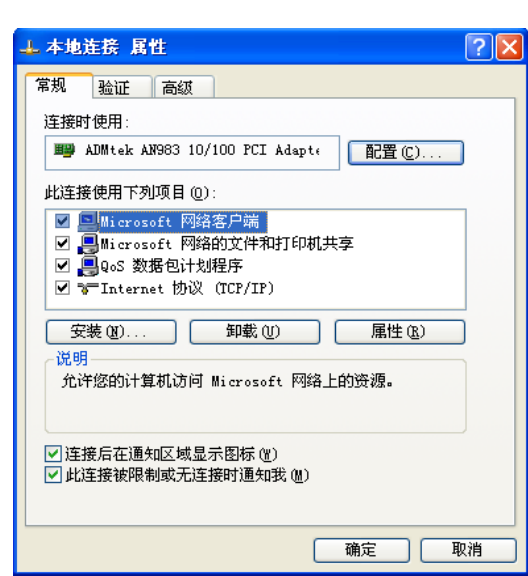 本地连接 属性
常规 验证 高级
连接时使用:
ADMtek AN983 10/100 PCI Adapte
配置(C)...
此连接使用下列项目(O):
Microsoft 网络客户端
Microsoft 网络的文件和打印机共享
QoS 数据包计划程序
Internet 协议 (TCP/IP)
安装(N)... 卸载(U) 属性(R)
说明
允许您的计算机访问 Microsoft 网络上的资源。
连接后在通知区域显示图标(W)
此连接被限制或无连接时通知我(M)
确定 取消